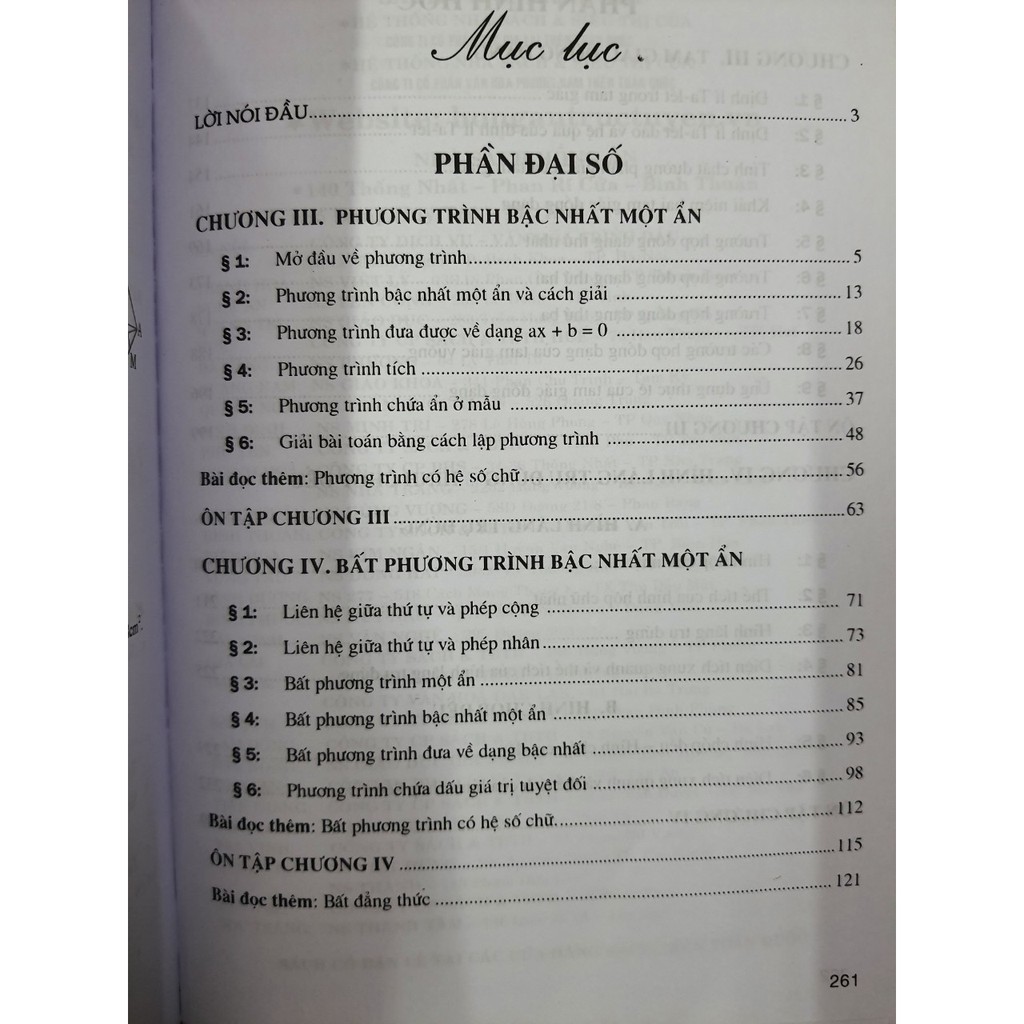 Mục lục.
LỜI NÓI ĐẦU........ 3
PHẦN ĐẠI SỐ
CHƯƠNG III. PHƯƠNG TRÌNH BẬC NHẤT MỘT ẨN
§ 1: Mở đầu về phương trình........ 5
§ 2: Phương trình bậc nhất một ẩn và cách giải ........ 13
§ 3: Phương trình đưa được về dạng ax + b = 0 ........ 18
§ 4: Phương trình tích ........ 26
§ 5: Phương trình chứa ẩn ở mẫu ........ 37
§ 6: Giải bài toán bằng cách lập phương trình ........ 48
Bài đọc thêm: Phương trình có hệ số chữ........ 56
ÔN TẬP CHƯƠNG III ........ 63
CHƯƠNG IV. BẤT PHƯƠNG TRÌNH BẬC NHẤT MỘT ẨN
§ 1: Liên hệ giữa thứ tự và phép cộng ........ 71
§ 2: Liên hệ giữa thứ tự và phép nhân........ 73
§ 3: Bất phương trình một ẩn ........ 81
§ 4: Bất phương trình bậc nhất một ẩn ........ 85
§ 5: Bất phương trình đưa về dạng bậc nhất ........ 93
§ 6: Phương trình chứa dấu giá trị tuyệt đối ........ 98
Bài đọc thêm: Bất phương trình có hệ số chữ........ 112
ÔN TẬP CHƯƠNG IV ........ 115
Bài đọc thêm: Bất đẳng thức ........ 121
261
A
M